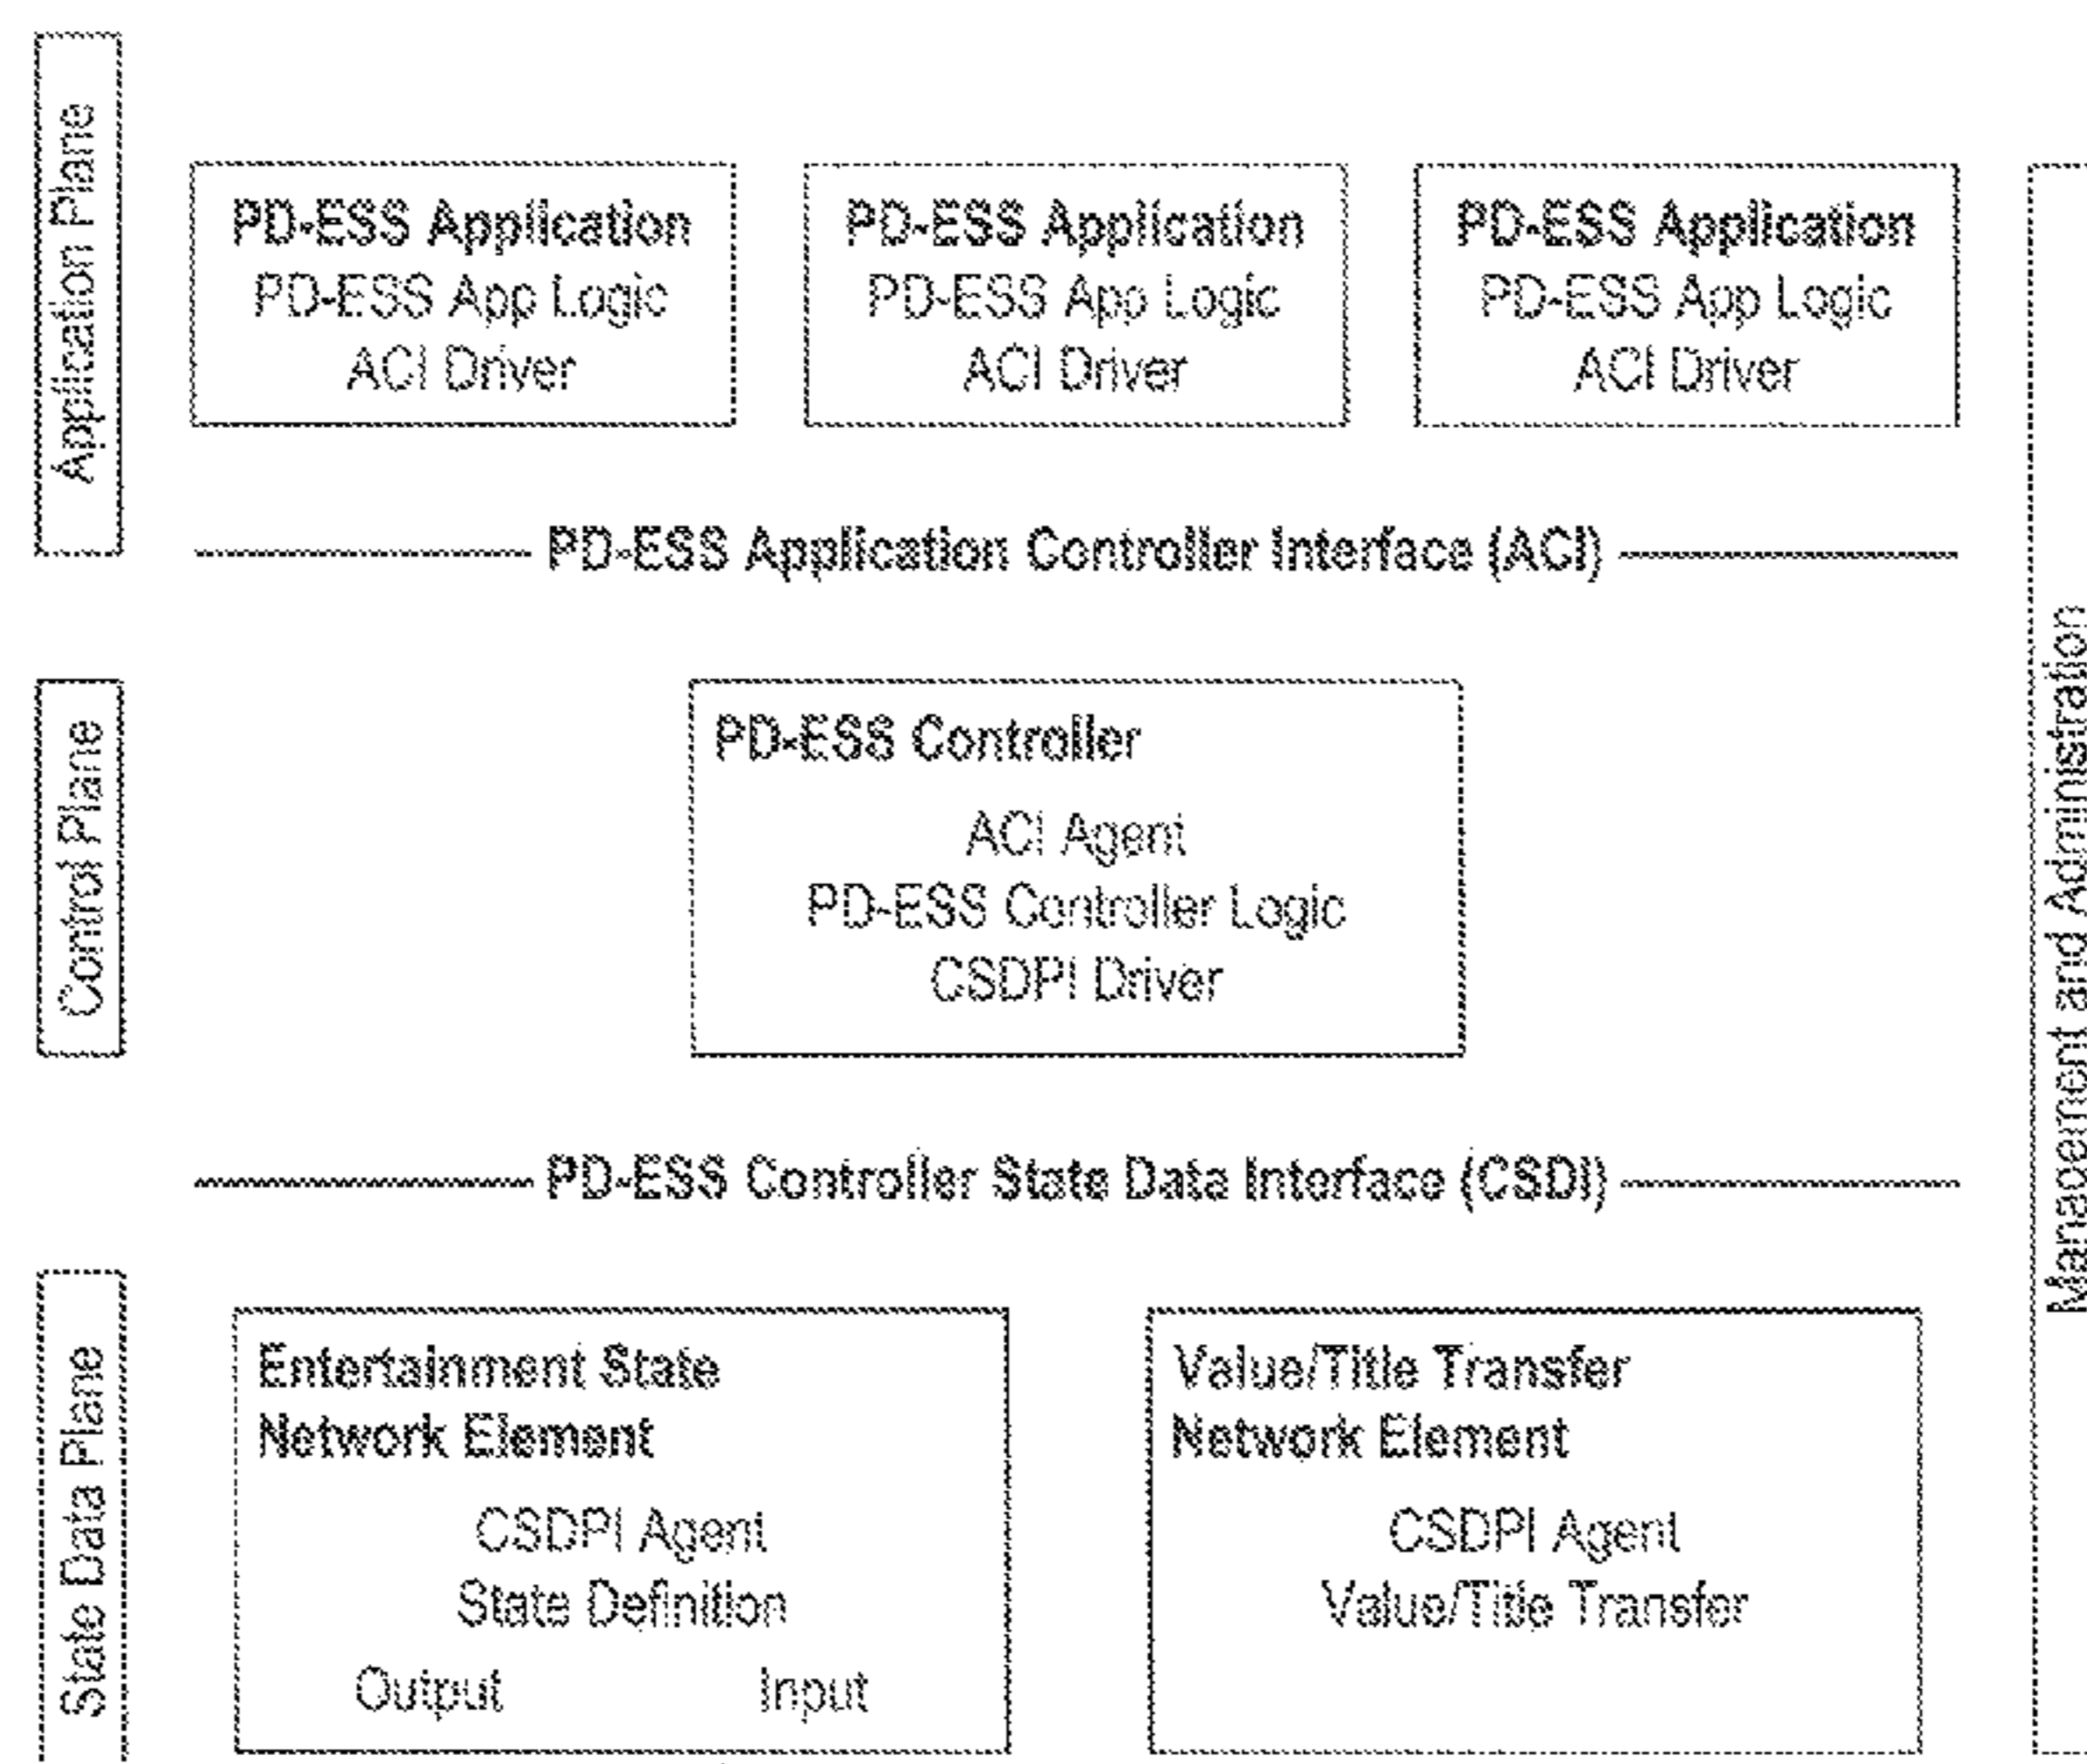 Application Plane
PD-ESS Application
PD-ESS App Logic
ACI Driver
PD-ESS Application
PD-ESS App Logic
ACI Driver
PD-ESS Application
PD-ESS App Logic
ACI Driver
PD-ESS Application Controller Interface (ACI)
Control Plane
PD-ESS Controller
ACI Agent
PD-ESS Controller Logic
CSDPI Driver
PD-ESS Controller State Data Interface (CSDI)
State Data Plane
Entertainment State
Network Element
CSDPI Agent
State Definition
Output Input
Value/Title Transfer
Network Element
CSDPI Agent
Value/Title Transfer
Management and Administration